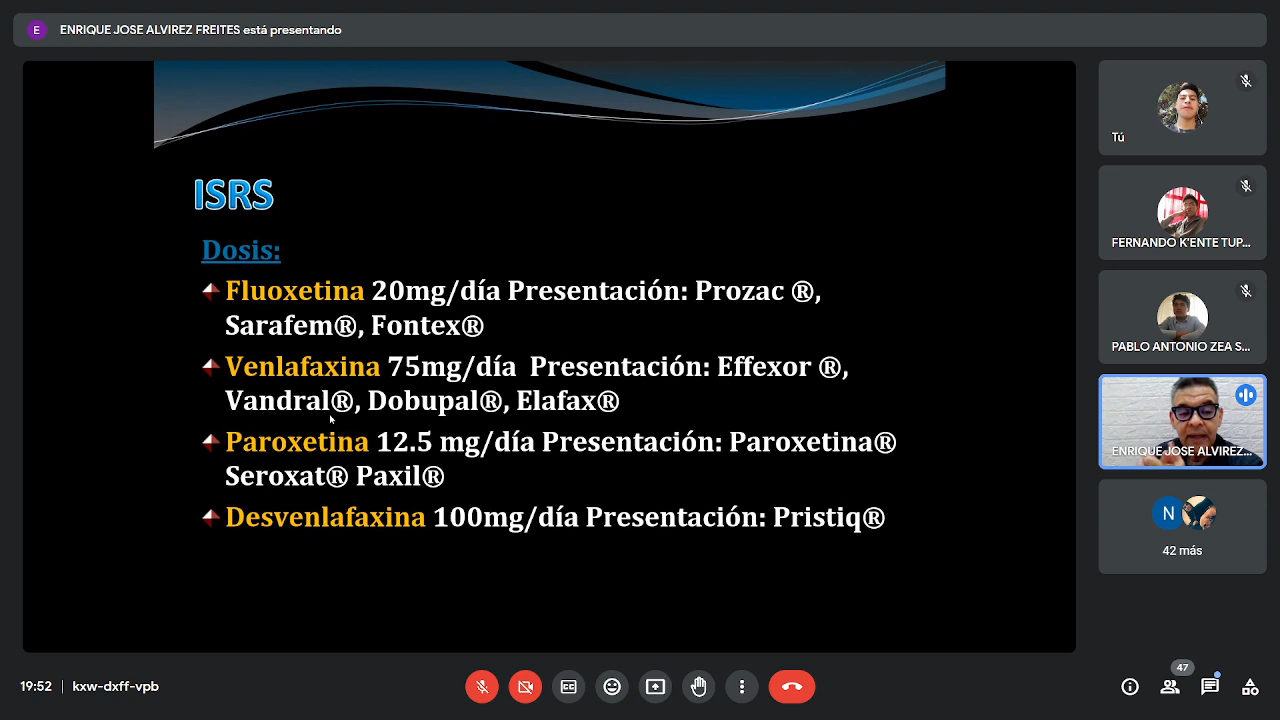 E ENRIQUE JOSE ALVIREZ FREITES está presentando
ISRS
Dosis:
Fluoxetina 20mg/día Presentación: Prozac ®,
Sarafem®, Fontex®
Venlafaxina 75mg/día  Presentación: Effexor ®,
Vandral®, Dobupal®, Elafax®
Paroxetina 12.5 mg/día Presentación: Paroxetina®
Seroxat® Paxil®
Desvenlafaxina 100mg/día Presentación: Pristiq®
Tú
FERNANDO K'ENTE TUP...
PABLO ANTONIO ZEA S...
ENRIQUE JOSE ALVIREZ...
N
42 más
19:52 | kxw-dxff-vpb
47